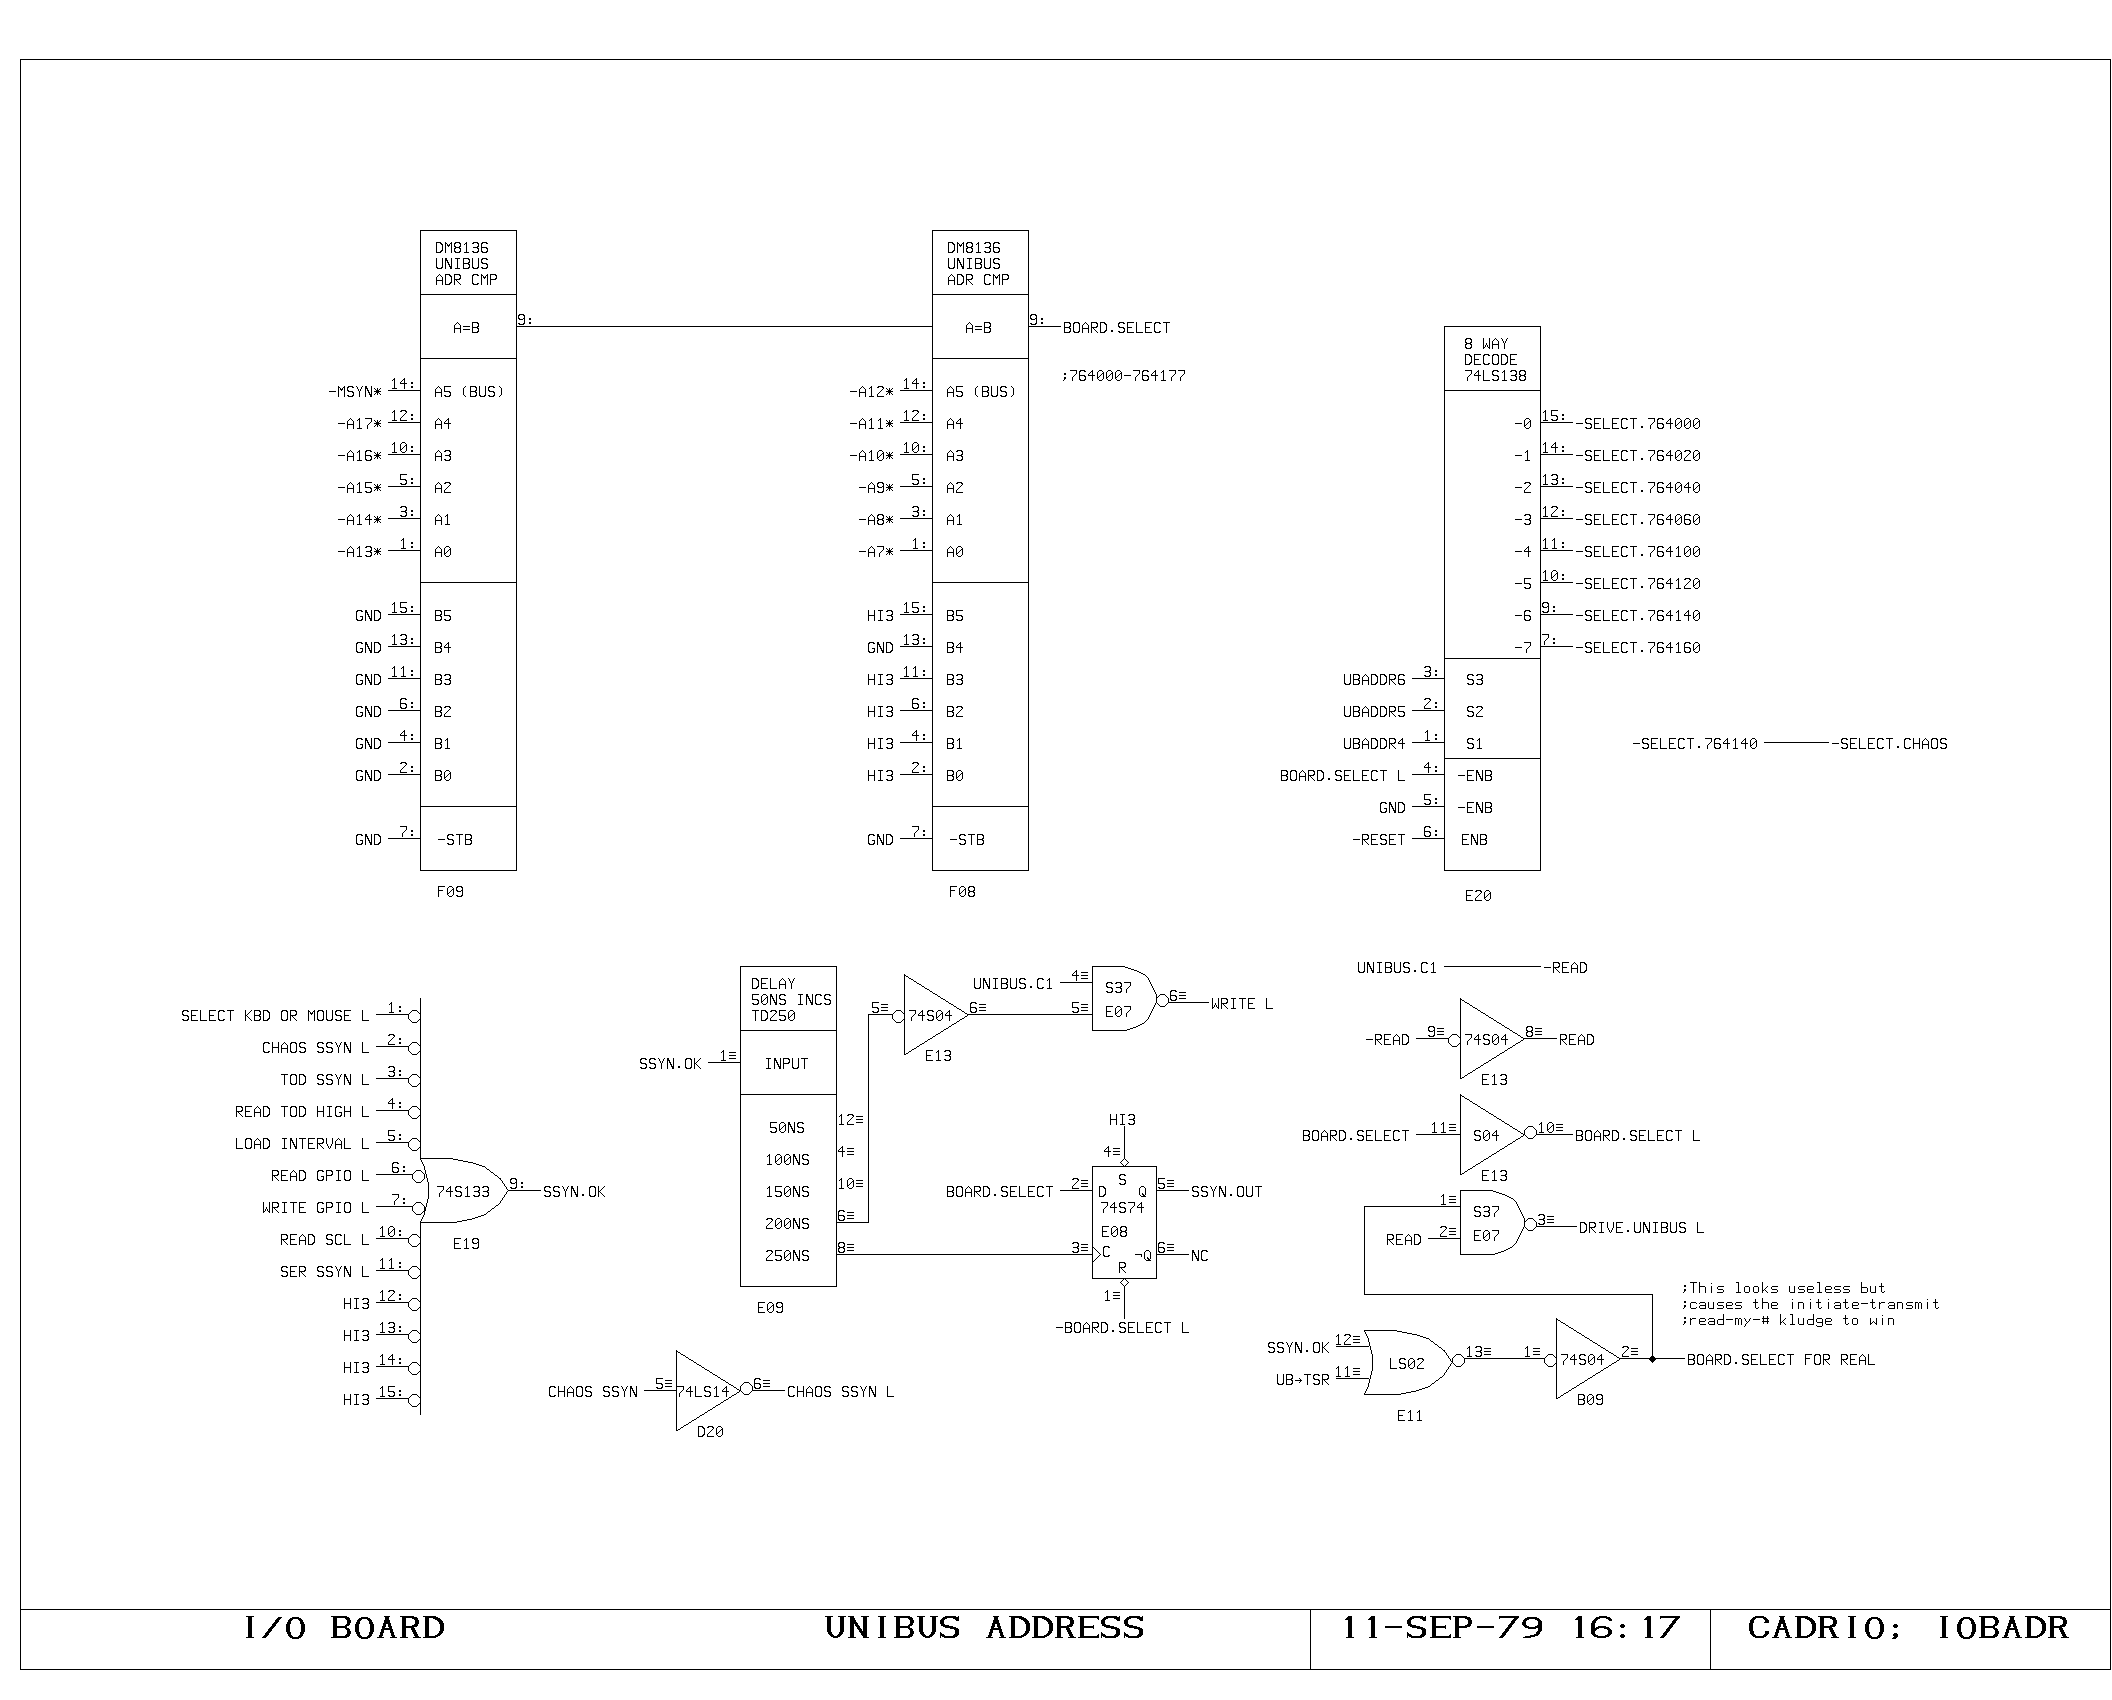 DM8136
UNIBUS
ADR CMP
A=B
9:
-MSYN* 14: A5 (BUS)
-A17* 12: A4
-A16* 10: A3
-A15* 5: A2
-A14* 3: A1
-A13* 1: A0
GND 15: B5
GND 13: B4
GND 11: B3
GND 6: B2
GND 4: B1
GND 2: B0
GND 7: -STB
F09
DM8136
UNIBUS
ADR CMP
A=B
9: BOARD.SELECT
;764000-764177
-A12* 14: A5 (BUS)
-A11* 12: A4
-A10* 10: A3
-A9* 5: A2
-A8* 3: A1
-A7* 1: A0
HI3 15: B5
GND 13: B4
HI3 11: B3
HI3 6: B2
HI3 4: B1
HI3 2: B0
GND 7: -STB
F08
8 WAY
DECODE
74LS138
-0 15: -SELECT.764000
-1 14: -SELECT.764020
-2 13: -SELECT.764040
-3 12: -SELECT.764060
-4 11: -SELECT.764100
-5 10: -SELECT.764120
-6 9: -SELECT.764140
-7 7: -SELECT.764160
UBADDR6 3: S3
UBADDR5 2: S2
UBADDR4 1: S1
BOARD.SELECT L 4: -ENB
GND 5: -ENB
-RESET 6: ENB
E20
-SELECT.764140 -SELECT.CHAOS
SELECT KBD OR MOUSE L 1:
CHAOS SSYN L 2:
TOD SSYN L 3:
READ TOD HIGH L 4:
LOAD INTERVAL L 5:
READ GPIO L 6:
WRITE GPIO L 7:
READ SCL L 10:
SER SSYN L 11:
HI3 12:
HI3 13:
HI3 14:
HI3 15:
74S133
9: SSYN.OK
E19
DELAY
50NS INCS
TD250
SSYN.OK 1≡ INPUT
50NS 12≡
100NS 4≡
150NS 10≡
200NS 6≡
250NS 8≡
E09
5≡ 74S04 6≡
E13
UNIBUS.C1 4≡ S37
5≡ E07
6≡ WRITE L
HI3
4≡
BOARD.SELECT 2≡ D S Q 5≡ SSYN.OUT
74S74
E08
3≡ C ¬Q 6≡ NC
R
1≡
-BOARD.SELECT L
CHAOS SSYN 5≡ 74LS14 6≡ CHAOS SSYN L
D20
UNIBUS.C1 -READ
-READ 9≡ 74S04 8≡ READ
E13
BOARD.SELECT 11≡ S04 10≡ BOARD.SELECT L
E13
1≡ S37
READ 2≡ E07
3≡ DRIVE.UNIBUS L
;This looks useless but
;causes the initiate-transmit
;read-my-# kludge to win
SSYN.OK 12≡
UB→TSR 11≡
LS02 13≡
E11
1≡ 74S04 2≡ BOARD.SELECT FOR REAL
B09
I/O BOARD
UNIBUS ADDRESS
11-SEP-79 16:17
CADRIO; IOBADR